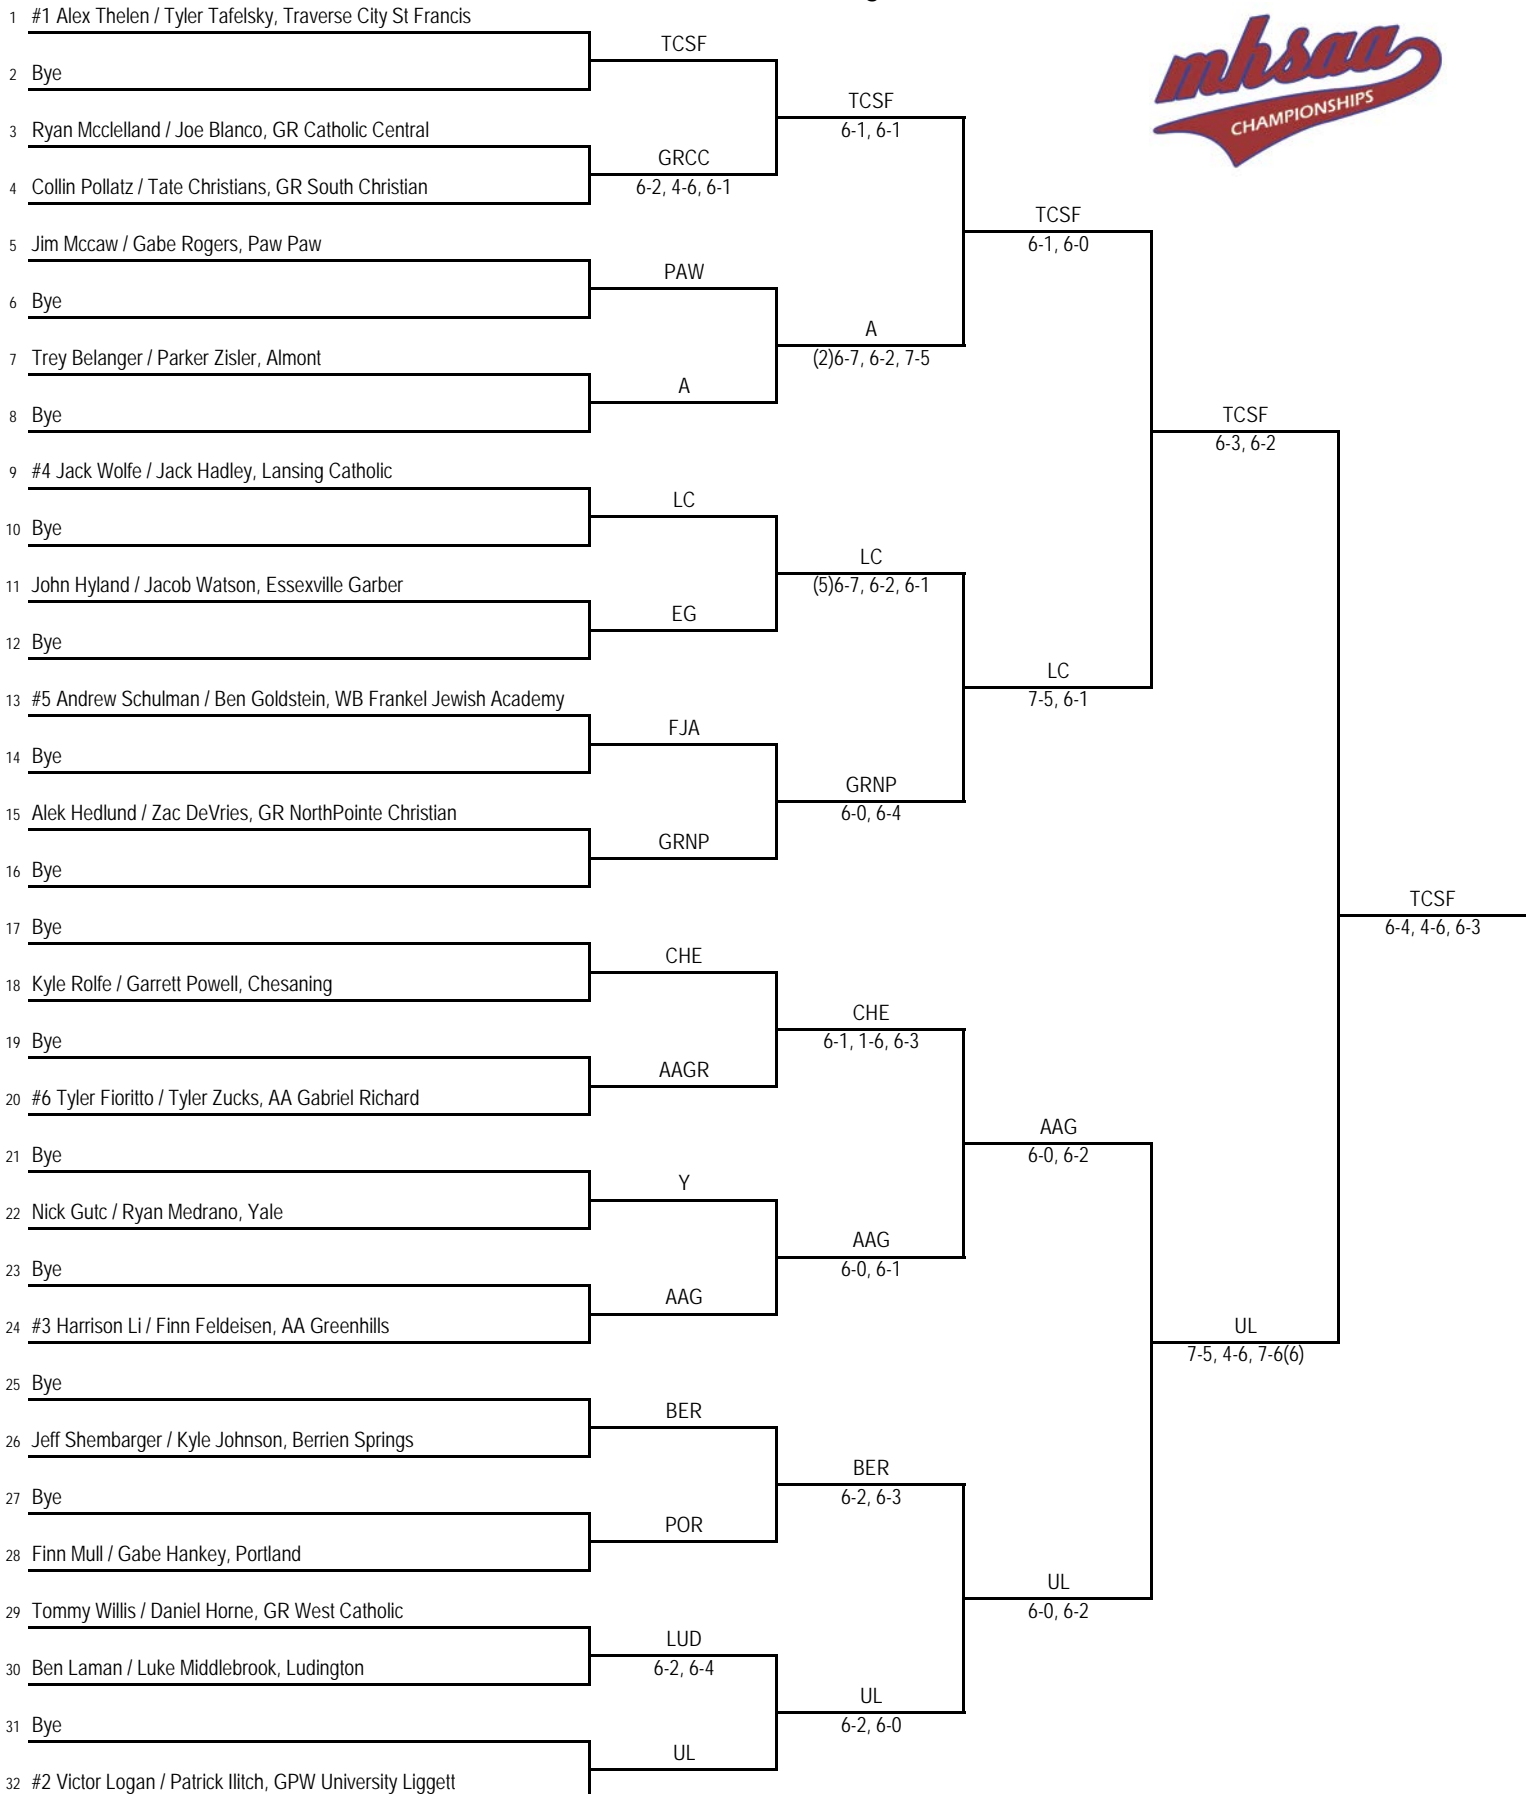 mhsaa
CHAMPIONSHIPS
1 #1 Alex Thelen / Tyler Tafelsky, Traverse City St Francis
TCSF
2 Bye
TCSF
6-1, 6-1
3 Ryan Mcclelland / Joe Blanco, GR Catholic Central
GRCC
6-2, 4-6, 6-1
4 Collin Pollatz / Tate Christians, GR South Christian
TCSF
6-1, 6-0
5 Jim Mccaw / Gabe Rogers, Paw Paw
PAW
6 Bye
A
(2)6-7, 6-2, 7-5
7 Trey Belanger / Parker Zisler, Almont
A
8 Bye
TCSF
6-3, 6-2
9 #4 Jack Wolfe / Jack Hadley, Lansing Catholic
LC
10 Bye
LC
(5)6-7, 6-2, 6-1
11 John Hyland / Jacob Watson, Essexville Garber
EG
12 Bye
LC
7-5, 6-1
13 #5 Andrew Schulman / Ben Goldstein, WB Frankel Jewish Academy
FJA
14 Bye
GRNP
6-0, 6-4
15 Alek Hedlund / Zac DeVries, GR NorthPointe Christian
GRNP
16 Bye
TCSF
6-4, 4-6, 6-3
17 Bye
CHE
18 Kyle Rolfe / Garrett Powell, Chesaning
CHE
6-1, 1-6, 6-3
19 Bye
AAGR
20 #6 Tyler Fioritto / Tyler Zucks, AA Gabriel Richard
AAG
6-0, 6-2
21 Bye
Y
22 Nick Gutc / Ryan Medrano, Yale
AAG
6-0, 6-1
23 Bye
AAG
24 #3 Harrison Li / Finn Feldeisen, AA Greenhills
UL
7-5, 4-6, 7-6(6)
25 Bye
BER
26 Jeff Shembarger / Kyle Johnson, Berrien Springs
BER
6-2, 6-3
27 Bye
POR
28 Finn Mull / Gabe Hankey, Portland
UL
6-0, 6-2
29 Tommy Willis / Daniel Horne, GR West Catholic
LUD
6-2, 6-4
30 Ben Laman / Luke Middlebrook, Ludington
UL
6-2, 6-0
31 Bye
UL
32 #2 Victor Logan / Patrick Ilitch, GPW University Liggett